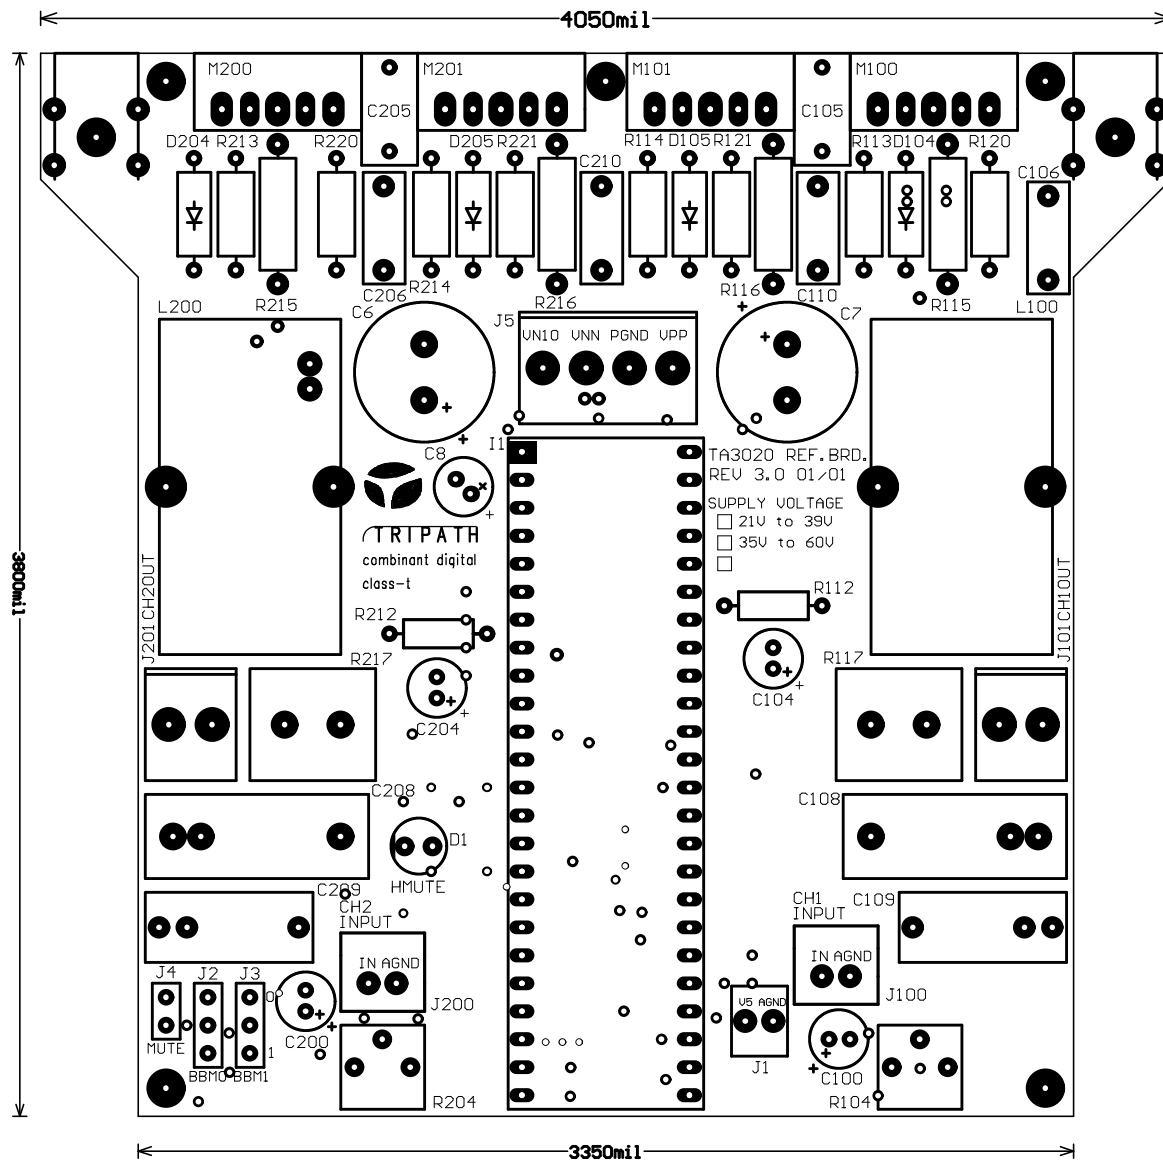 4050mil
M200
M201
M101
M100
C205
C105
D204 R213
R220
D205 R221
R114 D105 R121
R113 D104
R120
C210
C106
C206
R214
R215
R216
R116
C110
R115
L100
L200
C6
J5
C7
VN10 VNN PGND VPP
+
+
+
+
I1
C8
+
+
TA3020 REF.BRD.
REV 3.0 01/01
SUPPLY VOLTAGE
21V to 39V
35V to 60V
TRIPATH
combinant digital
class-t
3800mil
J201 CH2OUT
J101 CH1OUT
R212
R112
R217
R117
C204
+
+
C104
+
+
C208
C108
D1
HMUTE
C209
C109
CH2
INPUT
CH1
INPUT
IN AGND
IN AGND
J4 J2 J3
0
J200
J100
V5 AGND
MUTE
1
BBM0 BBM1
C200
+
+
J1
C100
+
+
R204
R104
3350mil